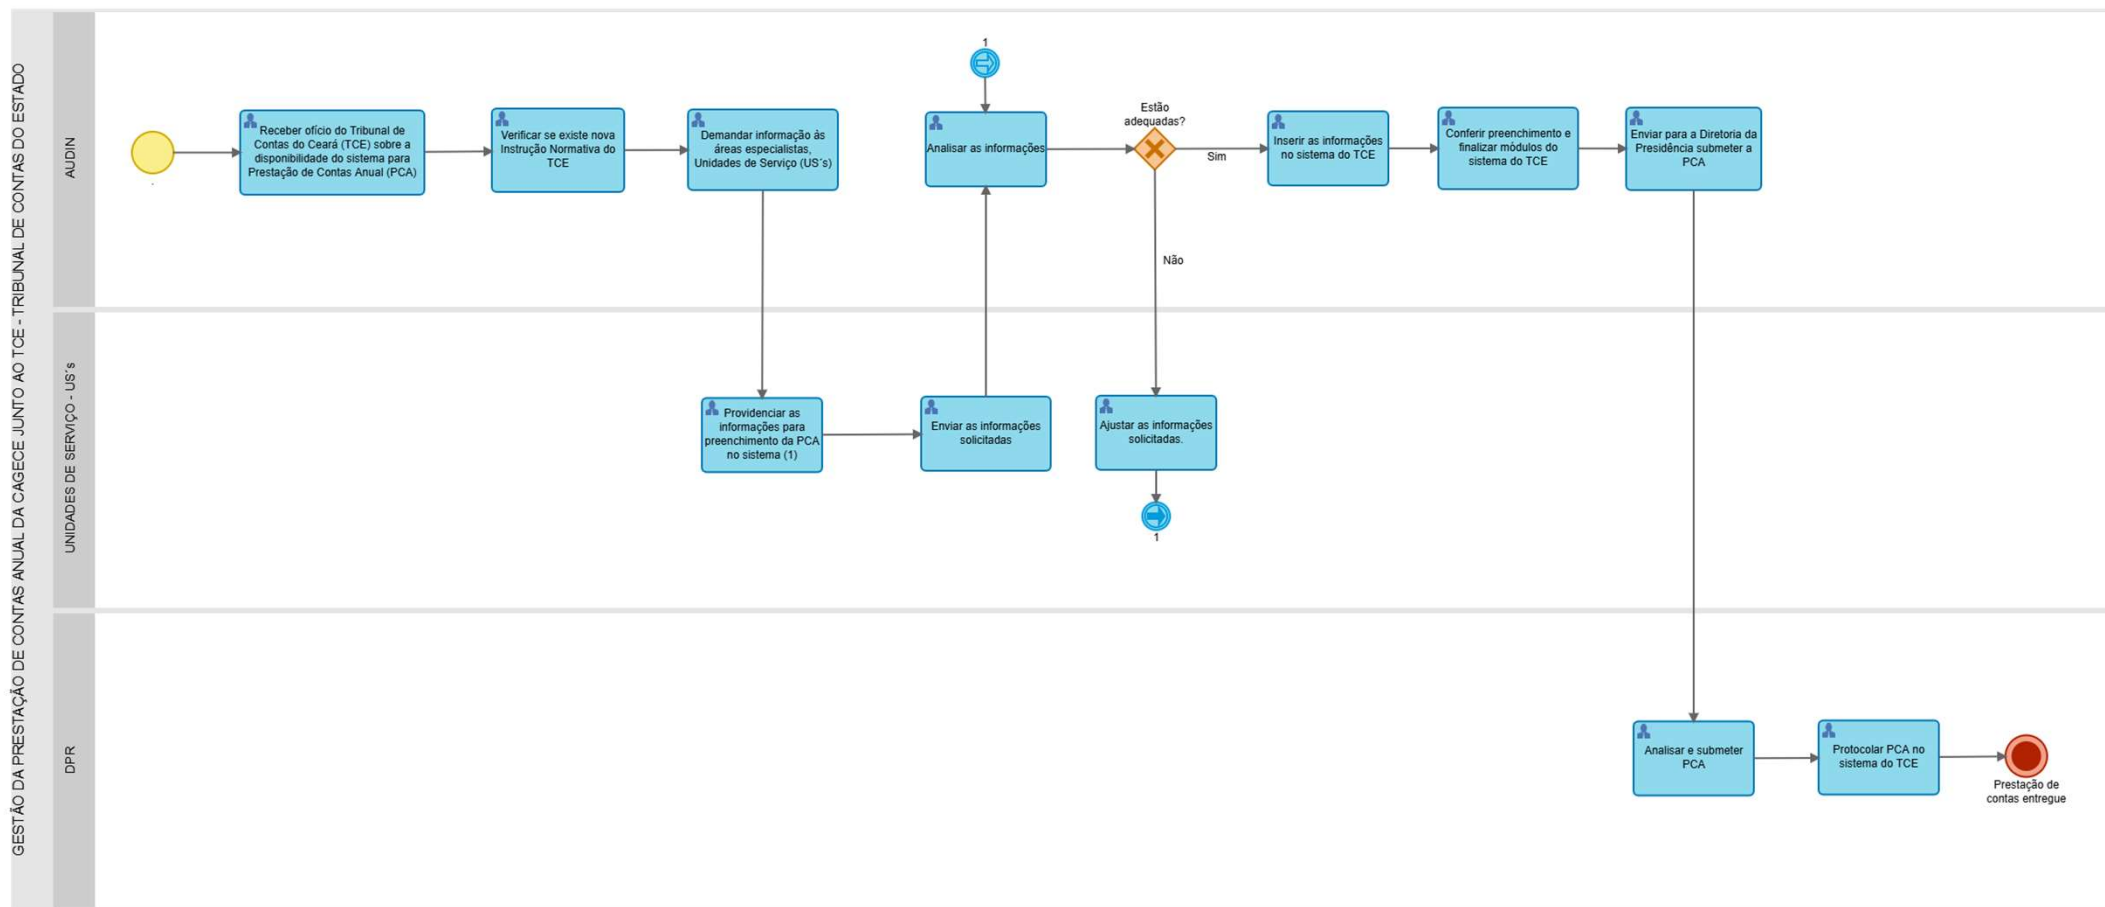 GESTÃO DA PRESTAÇÃO DE CONTAS ANUAL DA CAGECE JUNTO AO TCE - TRIBUNAL DE CONTAS DO ESTADO
AUDIN
.
Receber ofício do Tribunal de
Contas do Ceará (TCE) sobre a
disponibilidade do sistema para
Prestação de Contas Anual (PCA)
Verificar se existe nova
Instrução Normativa do
TCE
Demandar informação ás
áreas especialistas,
Unidades de Serviço (US´s)
1
Analisar as informações
Estão
adequadas?
Sim
Não
Inserir as informações
no sistema do TCE
Conferir preenchimento e
finalizar módulos do
sistema do TCE
Enviar para a Diretoria da
Presidência submeter a
PCA
UNIDADES DE SERVIÇO - US´s
Providenciar as
informações para
preenchimento da PCA
no sistema (1)
Enviar as informações
solicitadas
Ajustar as informações
solicitadas.
1
DPR
Analisar e submeter
PCA
Protocolar PCA no
sistema do TCE
Prestação de
contas entregue